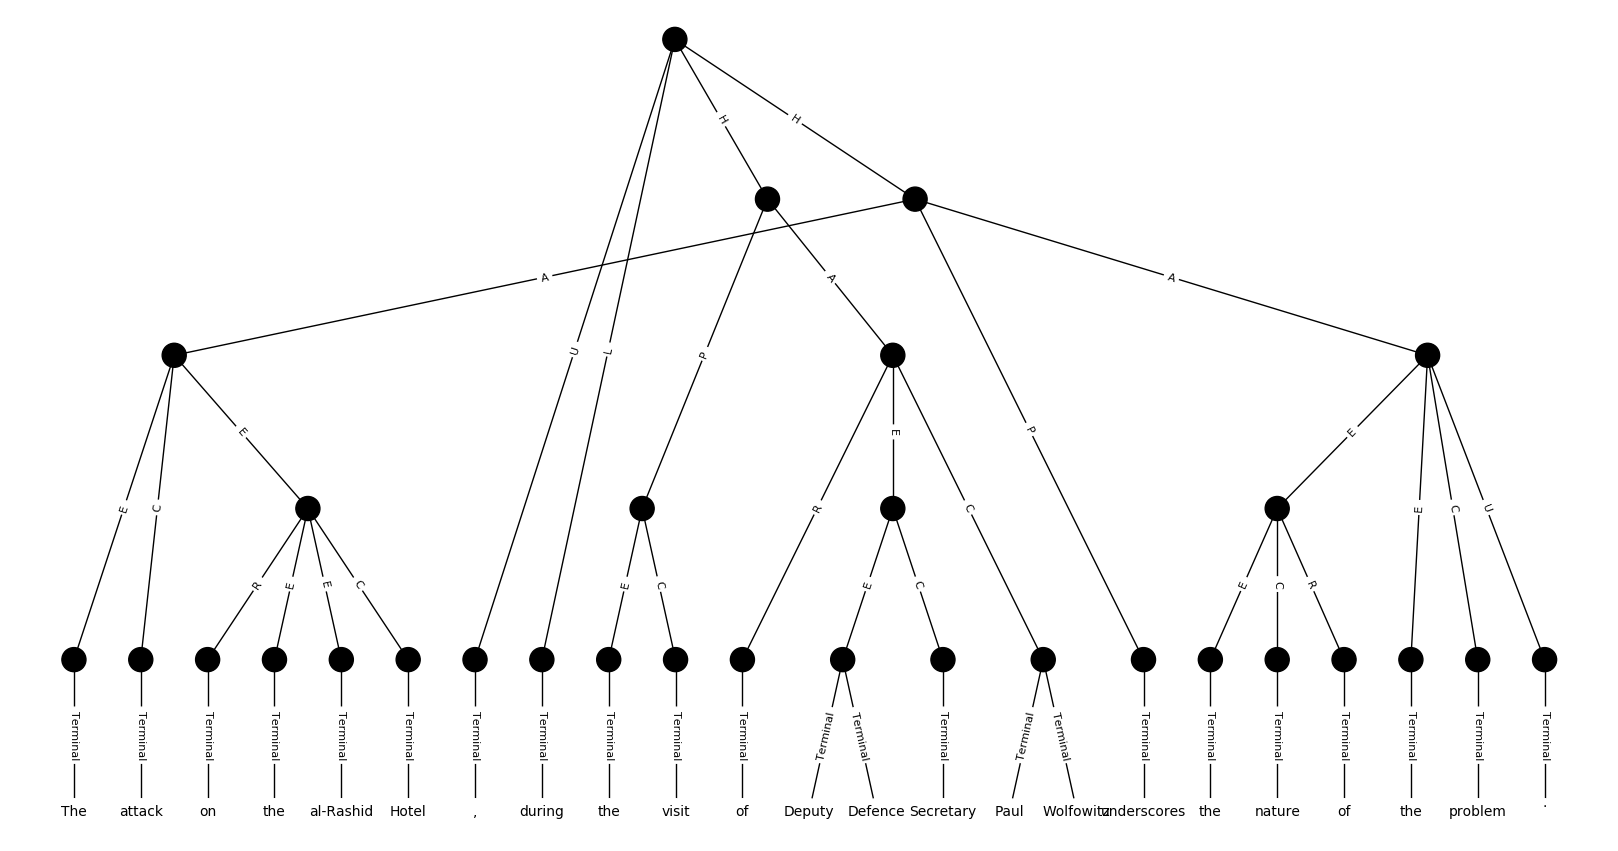 H H
A A A
U L P
E P
E E R E C C E E C U
E C
R E E C E C E C E C R
Terminal Terminal Terminal Terminal Terminal Terminal Terminal Terminal Terminal Terminal Terminal Terminal Terminal Terminal Terminal Terminal Terminal Terminal Terminal Terminal Terminal Terminal Terminal
The attack on the al-Rashid Hotel , during the visit of Deputy Defence Secretary Paul Wolfowitz underscores the nature of the problem .